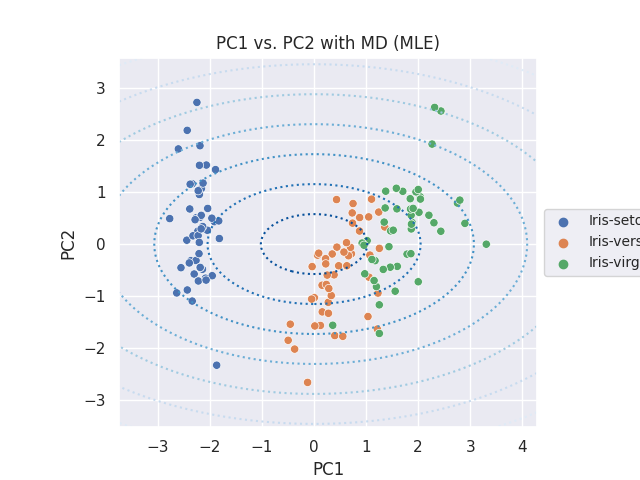 PC1 vs. PC2 with MD (MLE)
3
2
1
0
−1
−2
−3
PC2
−3
−2
−1
0
1
2
3
4
PC1
Iris-seto
Iris-vers
Iris-virg